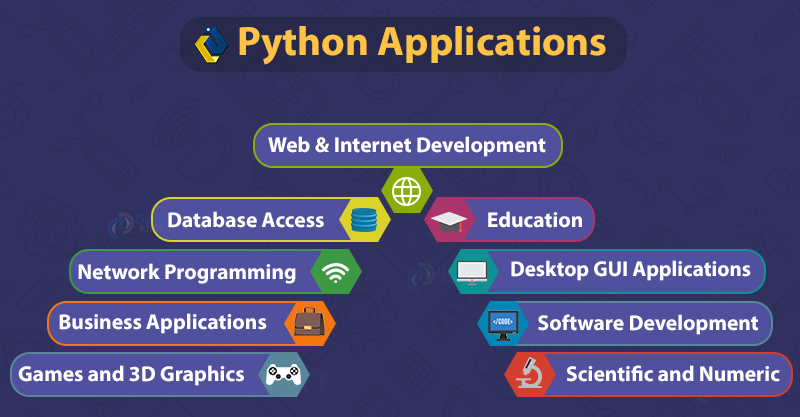 Python Applications
Web & Internet Development
Database Access
Education
Network Programming
Desktop GUI Applications
Business Applications
</CODE>
Software Development
Games and 3D Graphics
Scientific and Numeric